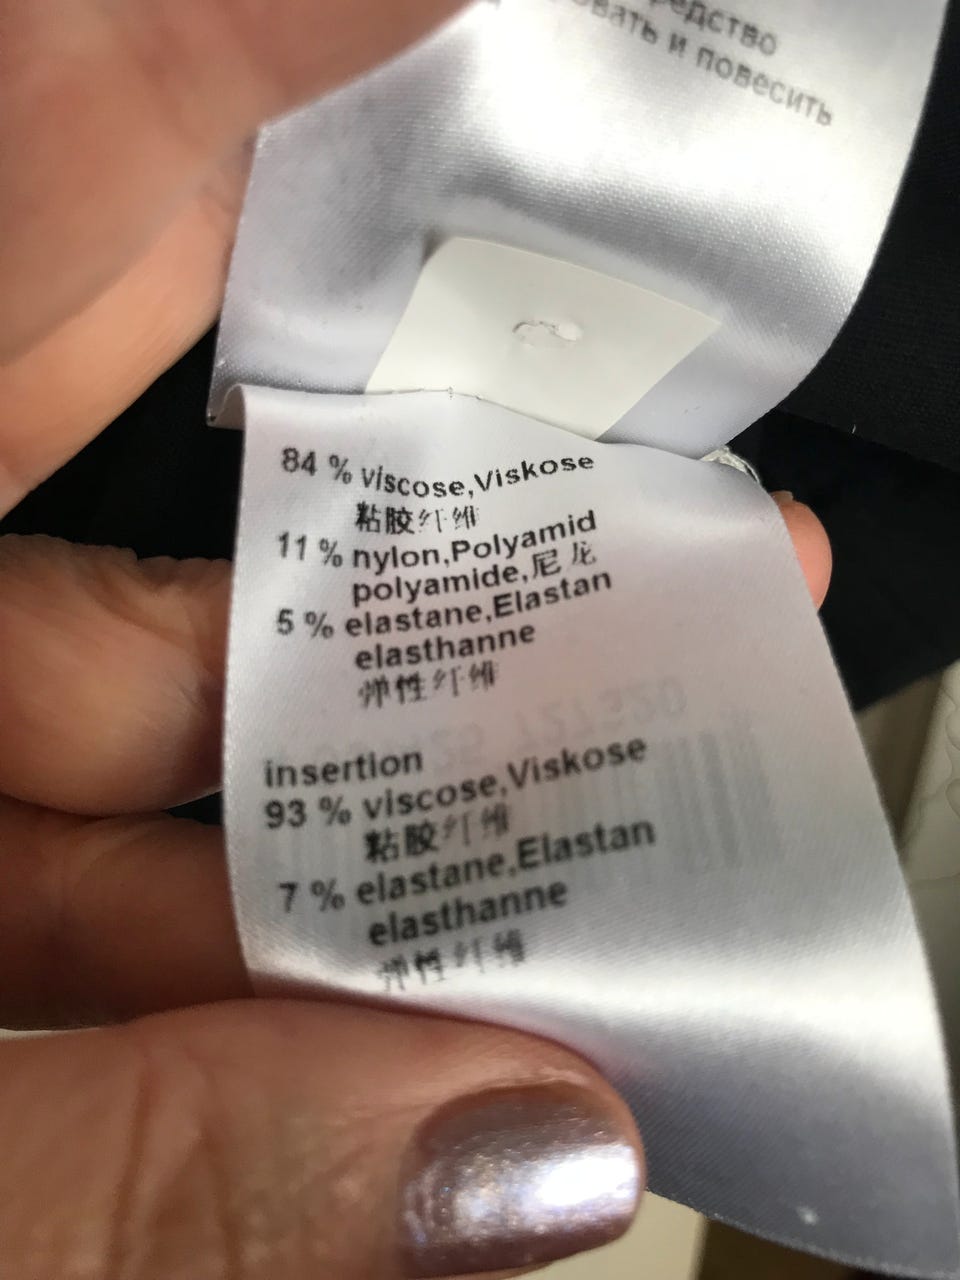 и повесить
84 % viscose,Viskose
粘胶纤维
11 % nylon,Polyamid
polyamide,尼龙
5 % elastane,Elastan
elasthanne
弹性纤维
insertion
93 % viscose,Viskose
粘胶纤维
7 % elastane,Elastan
elasthanne
弹性纤维